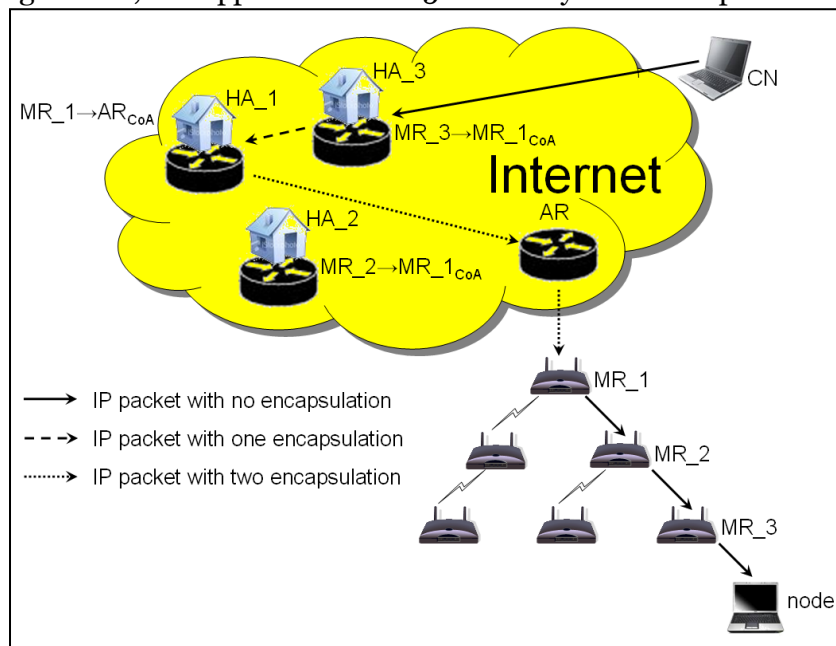 HA_3
CN
HA_1
MR_1→AR_CoA
MR_3→MR_1_CoA
Internet
HA_2
AR
MR_2→MR_1_CoA
MR_1
IP packet with no encapsulation
IP packet with one encapsulation
MR_2
IP packet with two encapsulation
MR_3
node